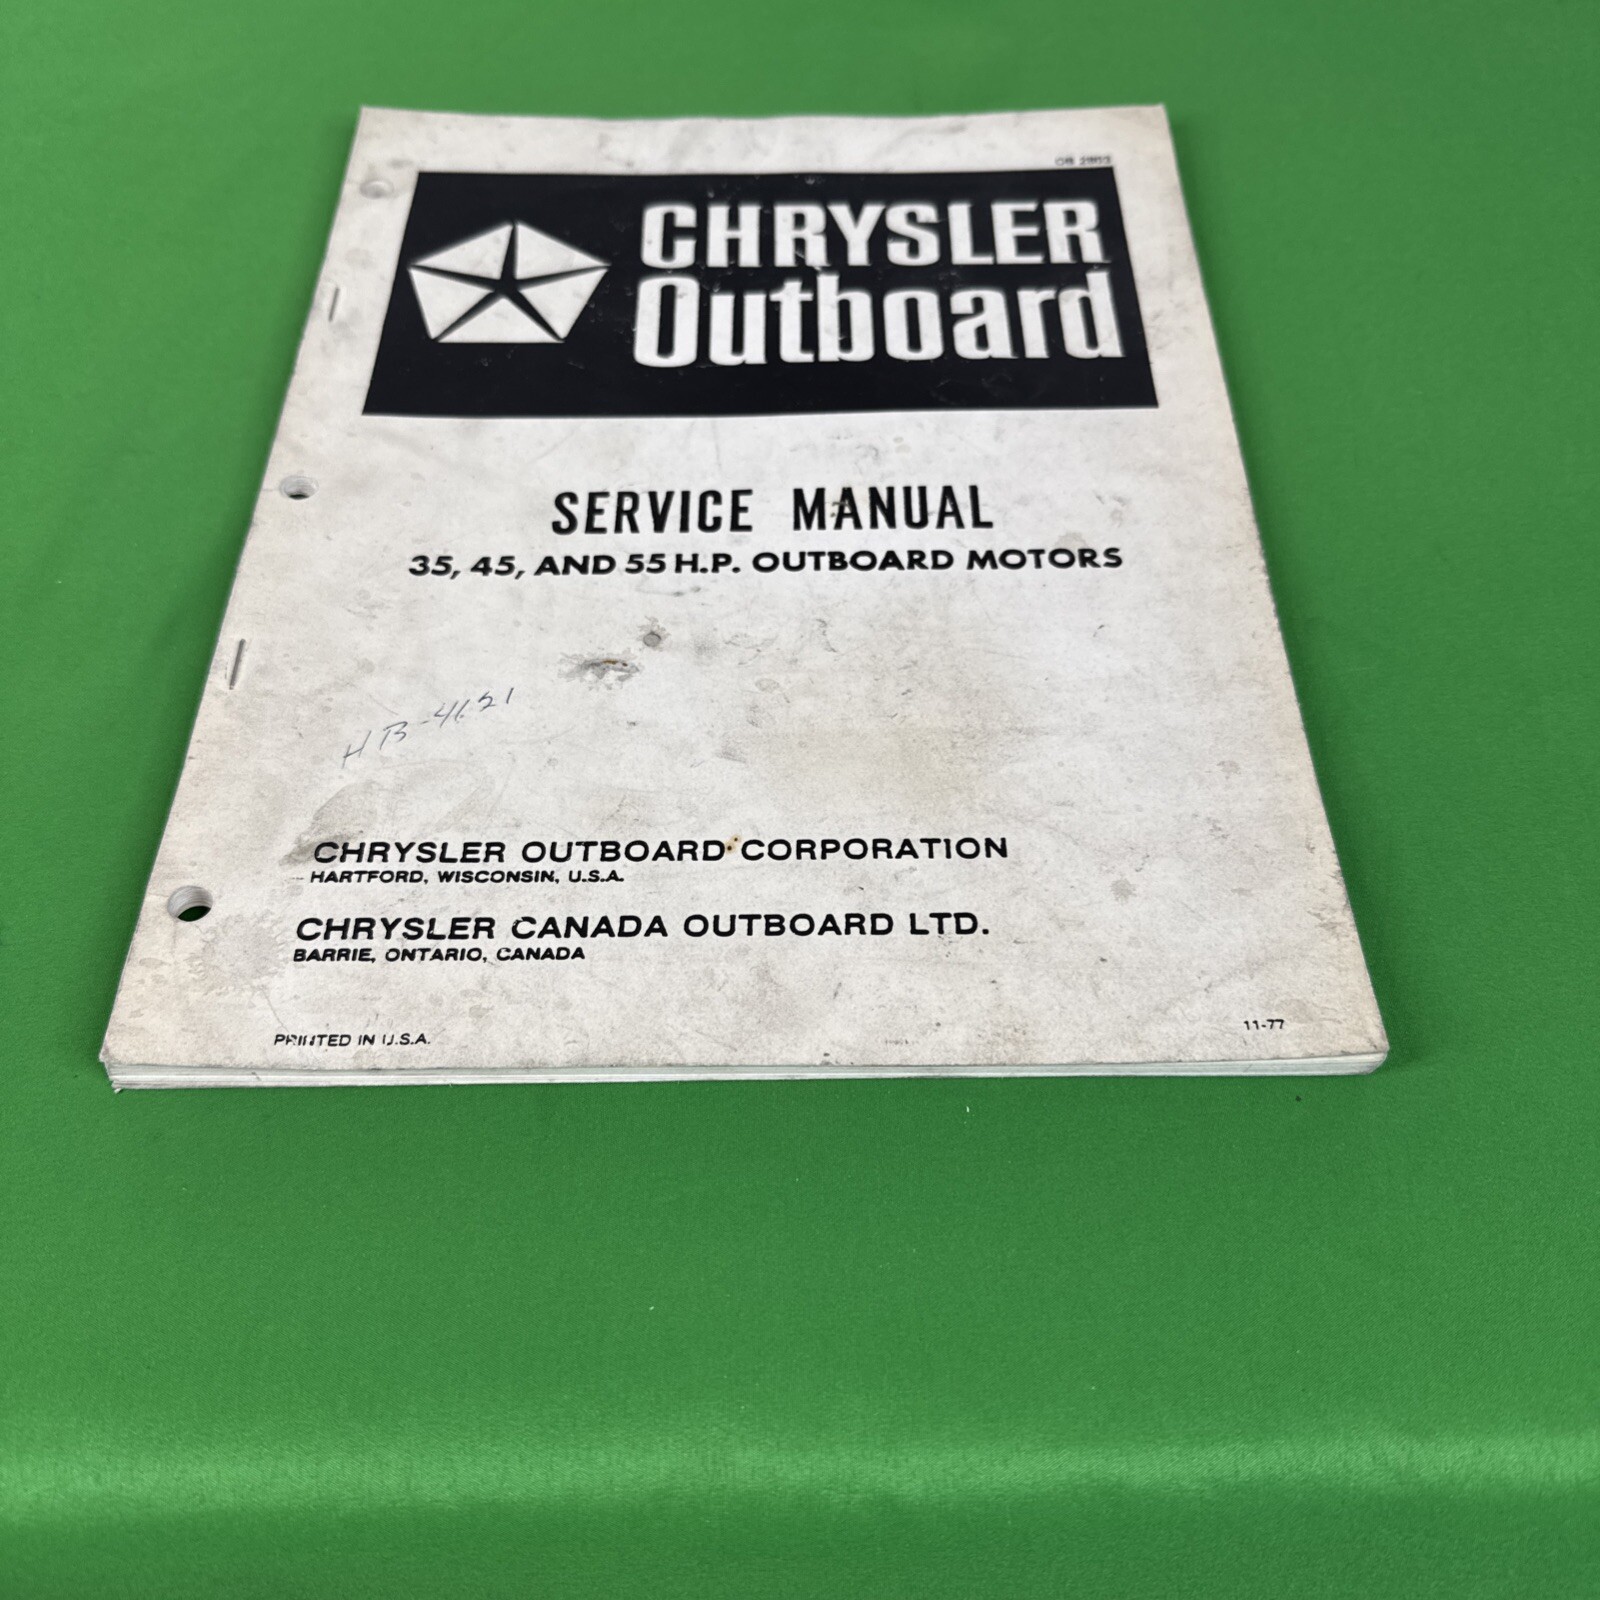 CHRYSLER
Outboard
SERVICE MANUAL
35, 45, AND 55 H.P. OUTBOARD MOTORS
CHRYSLER OUTBOARD CORPORATION
HARTFORD, WISCONSIN, U.S.A.
CHRYSLER CANADA OUTBOARD LTD.
BARRIE, ONTARIO, CANADA
PRINTED IN U.S.A.
11-77